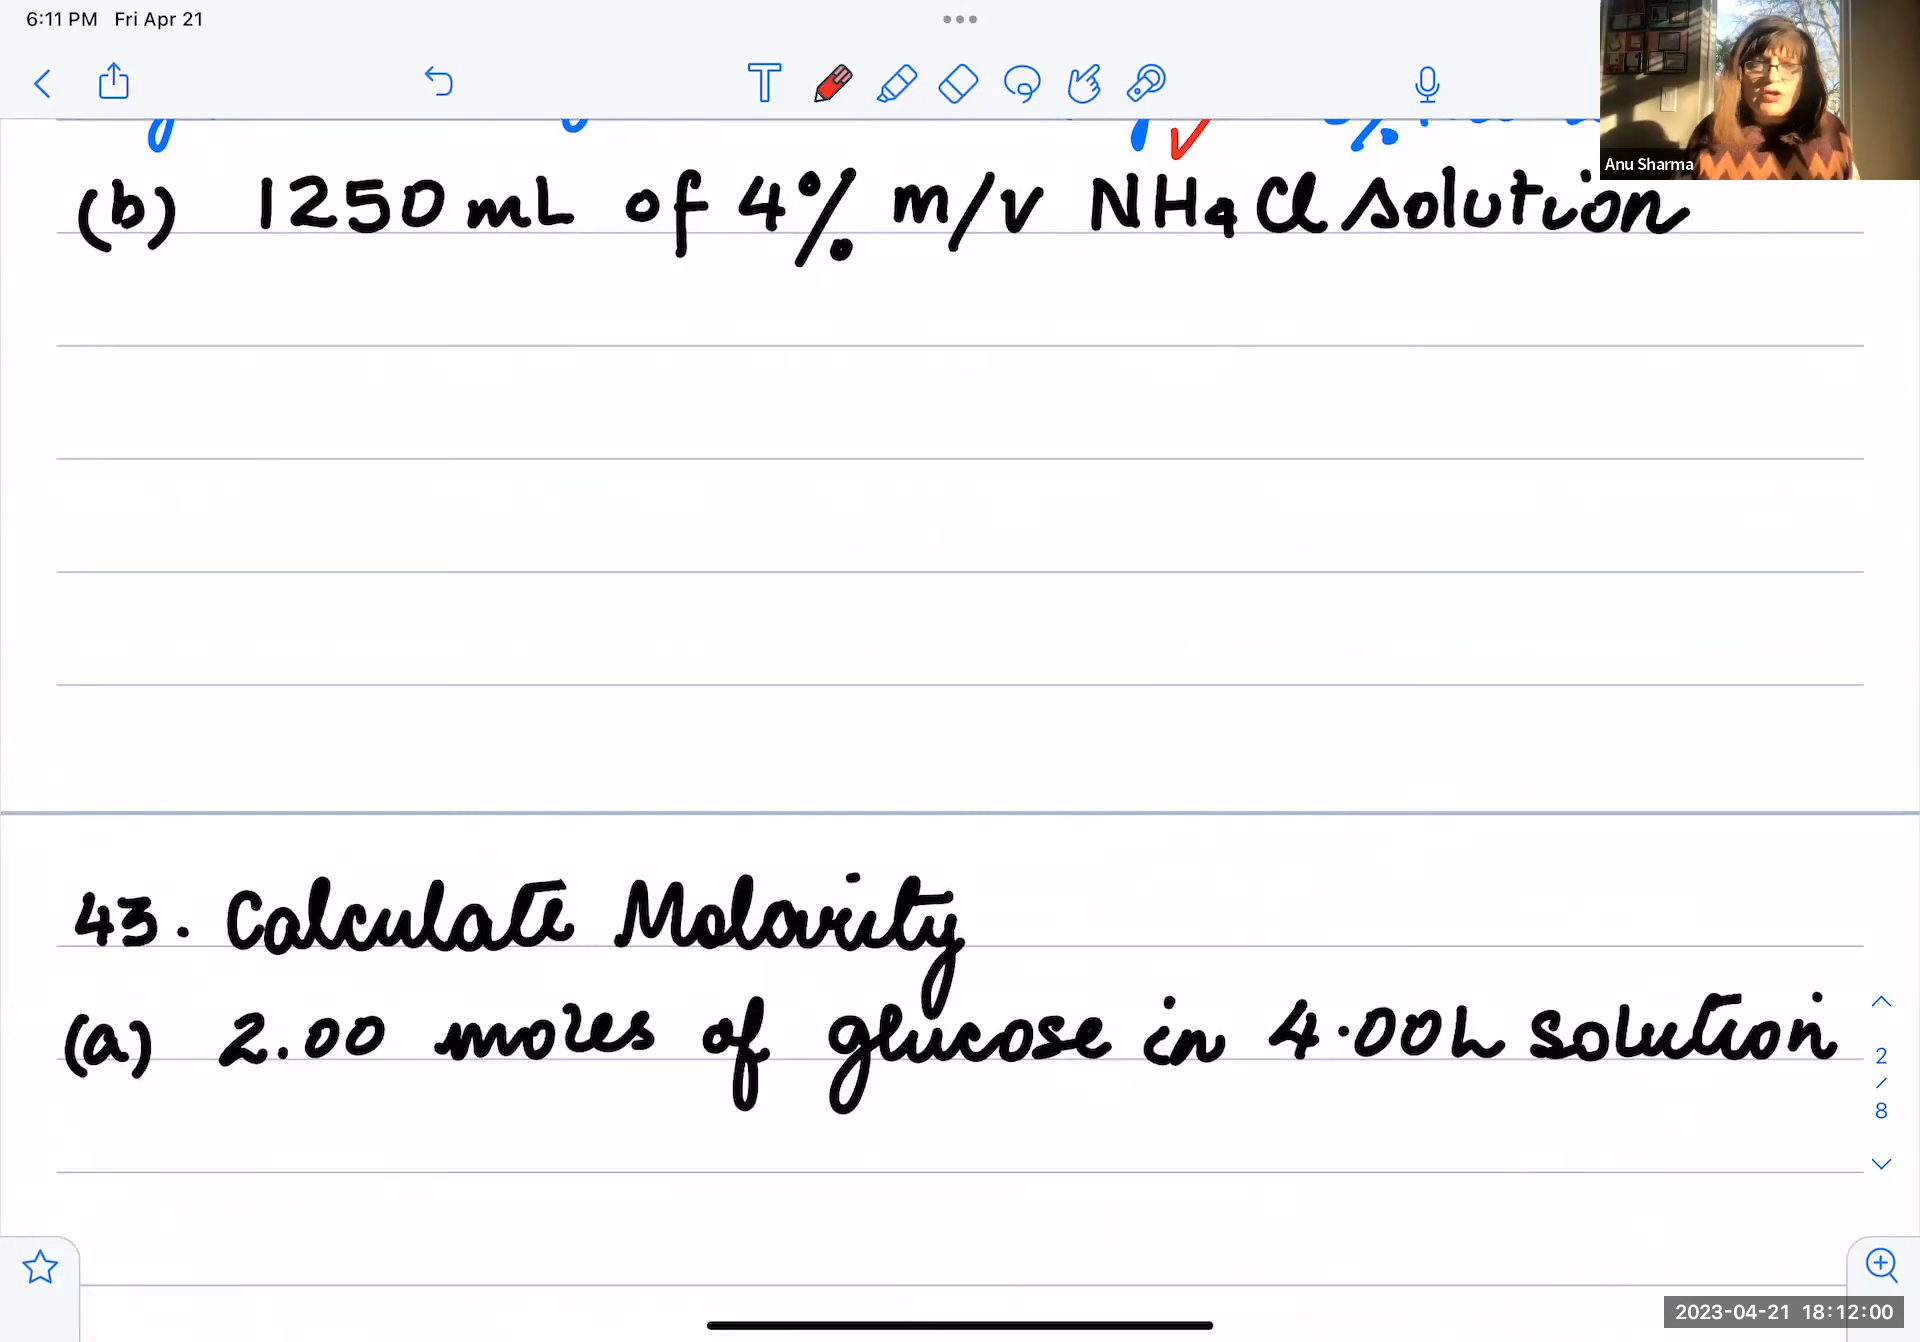 6:11 PM Fri Apr 21
Anu Sharma
(b) 1250 mL of 4% m/v NH4Cl solution
43. Calculate Molarity
(a) 2.00 moles of glucose in 4.00L solution
2
/
8
2023-04-21 18:12:00